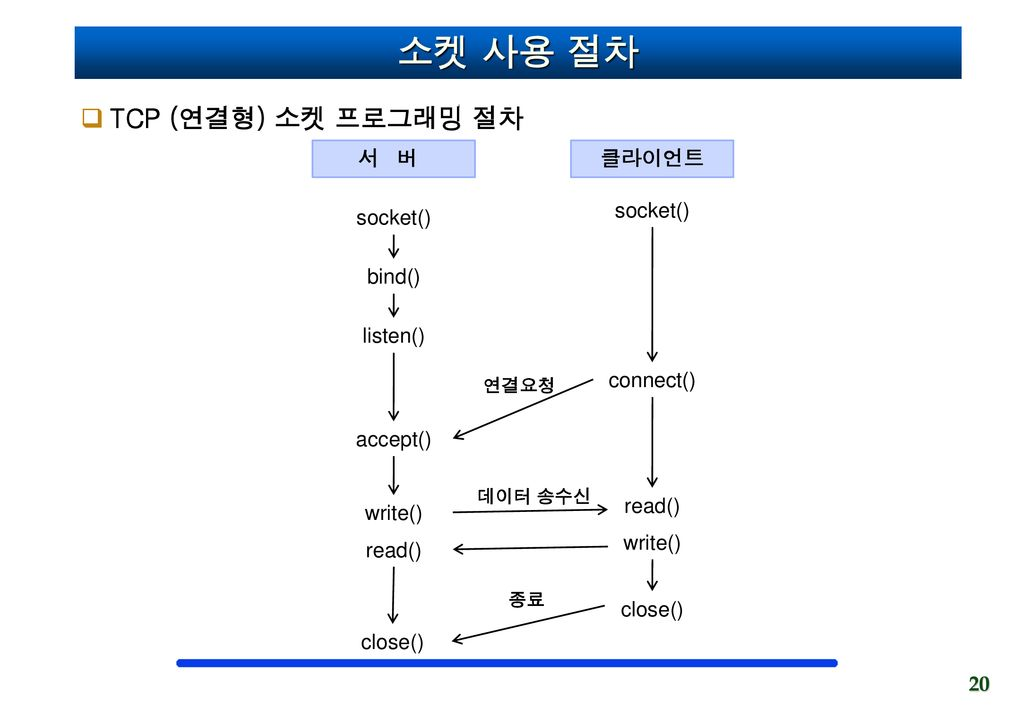 소켓 사용 절차
TCP (연결형) 소켓 프로그래밍 절차
서 버
클라이언트
socket()
socket()
bind()
listen()
연결요청
connect()
accept()
데이터 송수신
write()
read()
read()
write()
종료
close()
close()
20